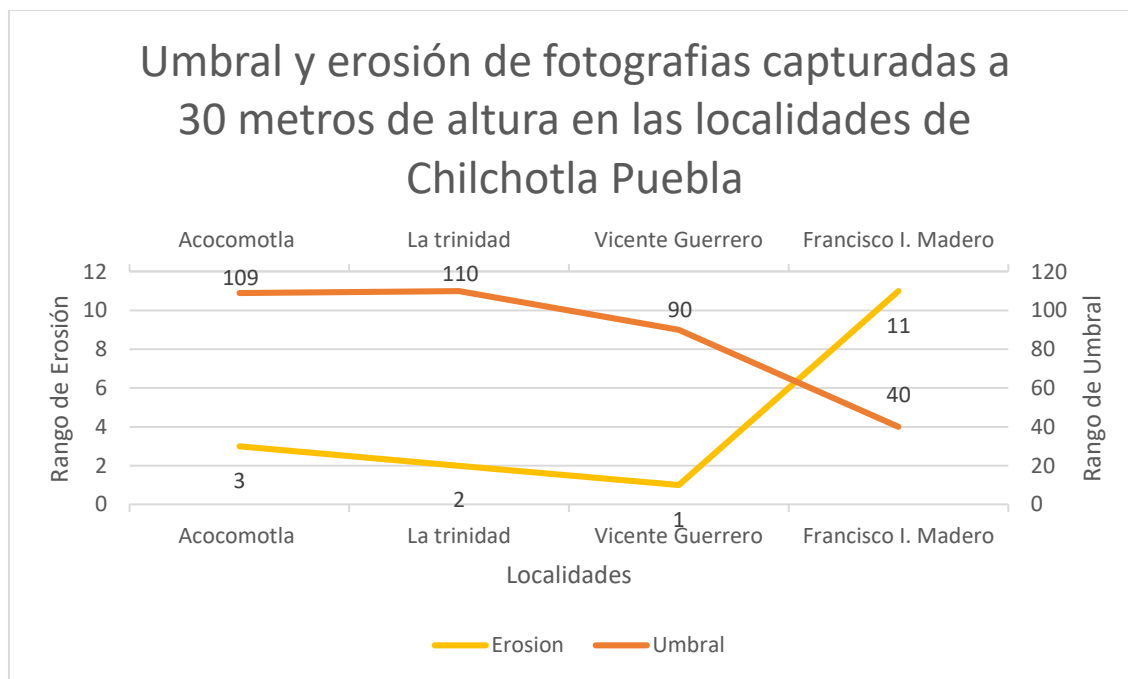 Umbral y erosión de fotografias capturadas a
30 metros de altura en las localidades de
Chilchotla Puebla
Acocomotla La trinidad Vicente Guerrero Francisco I. Madero
12 109 110 120
10 90 11 100
8 80
6 40 60
4 40
2 3 20
0 2 1 0
Rango de Erosión
Rango de Umbral
Acocomotla La trinidad Vicente Guerrero Francisco I. Madero
Localidades
Erosion Umbral